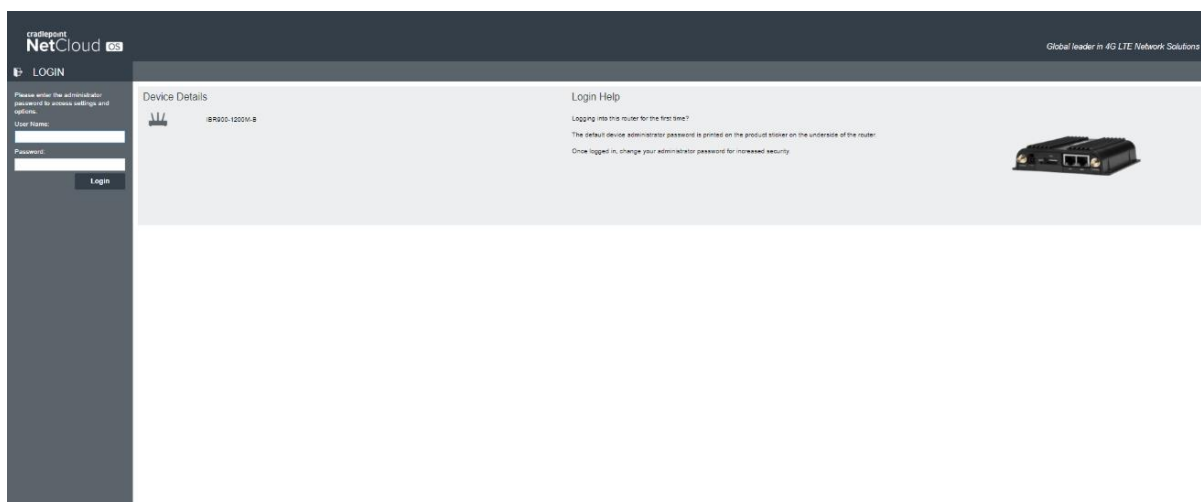 cradlepoint
NetCloud OS
Global leader in 4G LTE Network Solutions
LOGIN
Please enter the administrator
password to access settings and
options.
User Name:
Password:
Login
Device Details
IBR900-1200M-B
Login Help
Logging into this router for the first time?
The default device administrator password is printed on the product sticker on the underside of the router.
Once logged in, change your administrator password for increased security.